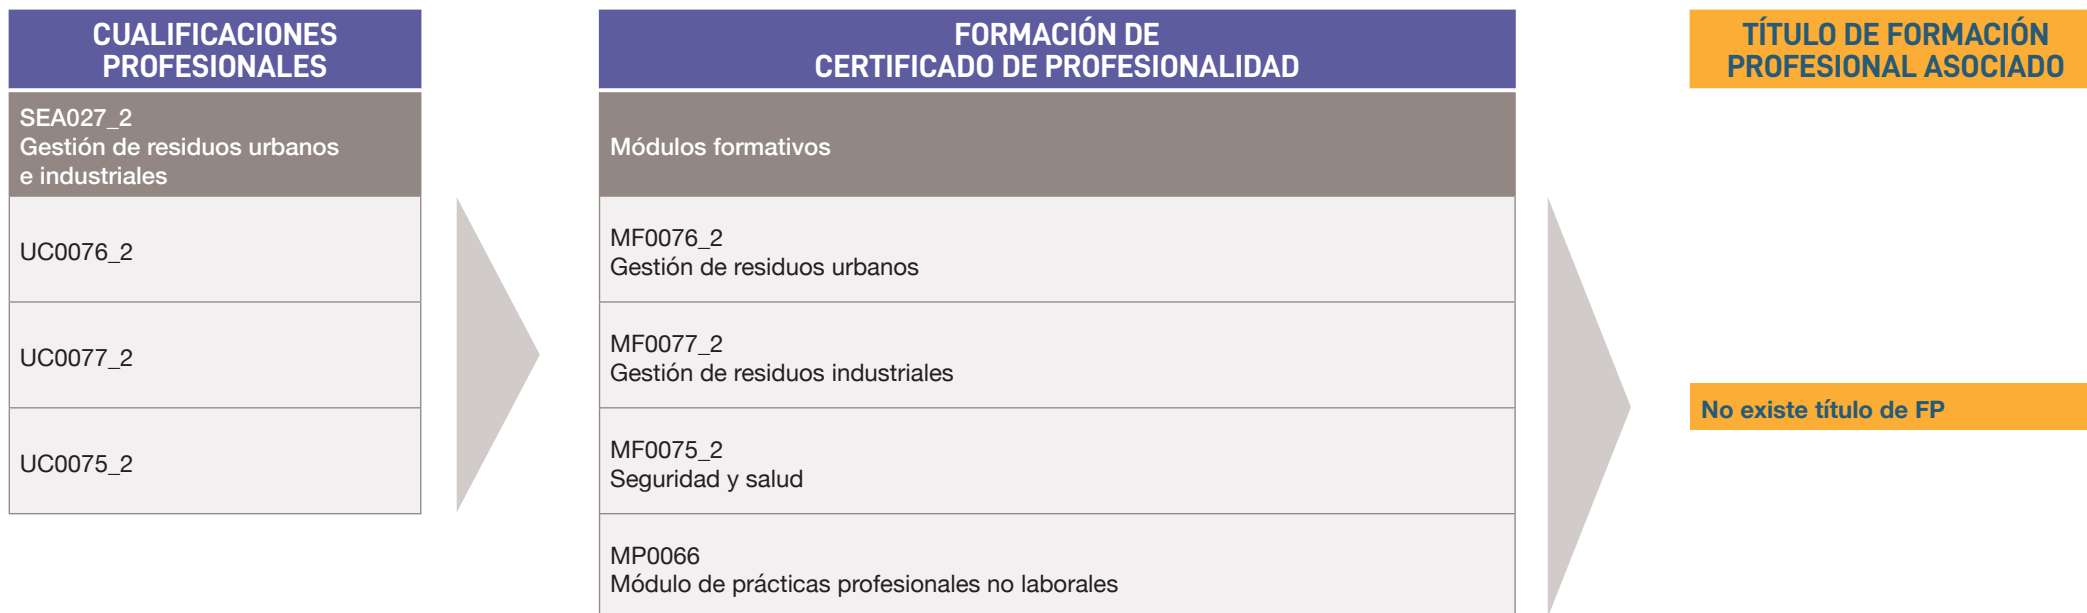 CUALIFICACIONES
PROFESIONALES
SEA027_2
Gestión de residuos urbanos
e industriales
UC0076_2
UC0077_2
UC0075_2
FORMACIÓN DE
CERTIFICADO DE PROFESIONALIDAD
Módulos formativos
MF0076_2
Gestión de residuos urbanos
MF0077_2
Gestión de residuos industriales
MF0075_2
Seguridad y salud
MP0066
Módulo de prácticas profesionales no laborales
TÍTULO DE FORMACIÓN
PROFESIONAL ASOCIADO
No existe título de FP